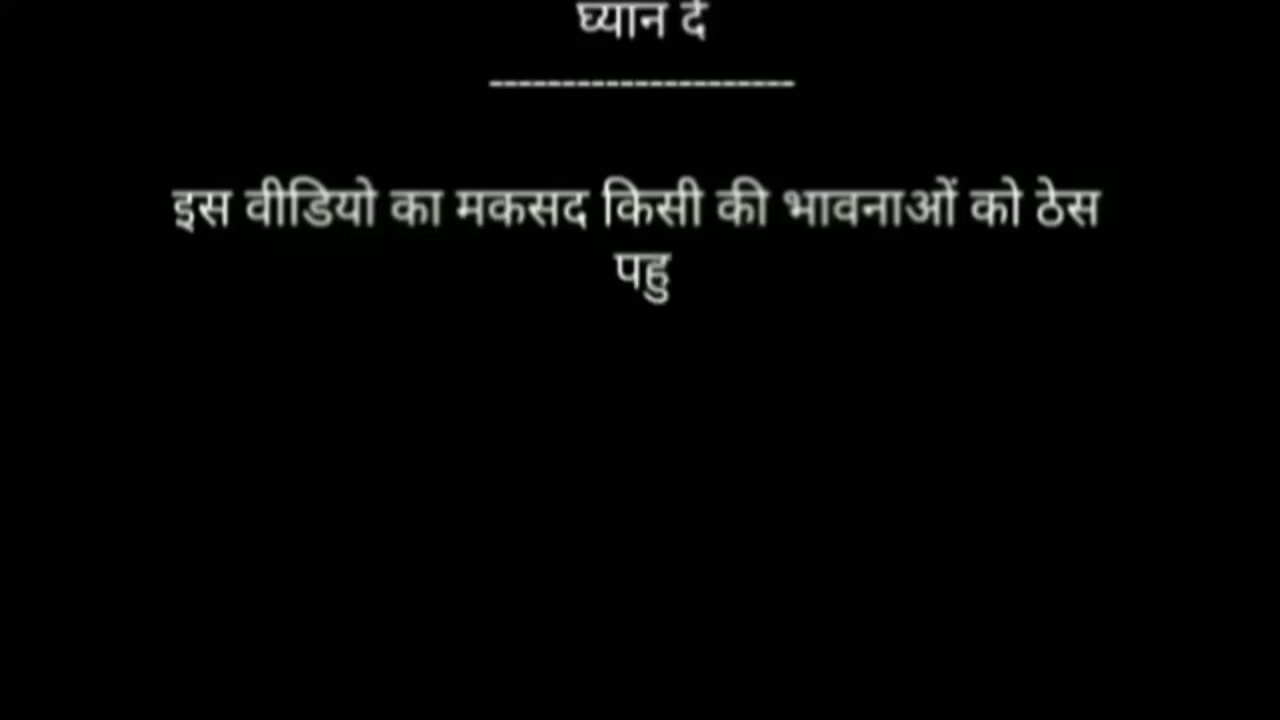 घ्यान दे
---------------------
इस वीडियो का मकसद किसी की भावनाओं को ठेस
पहु